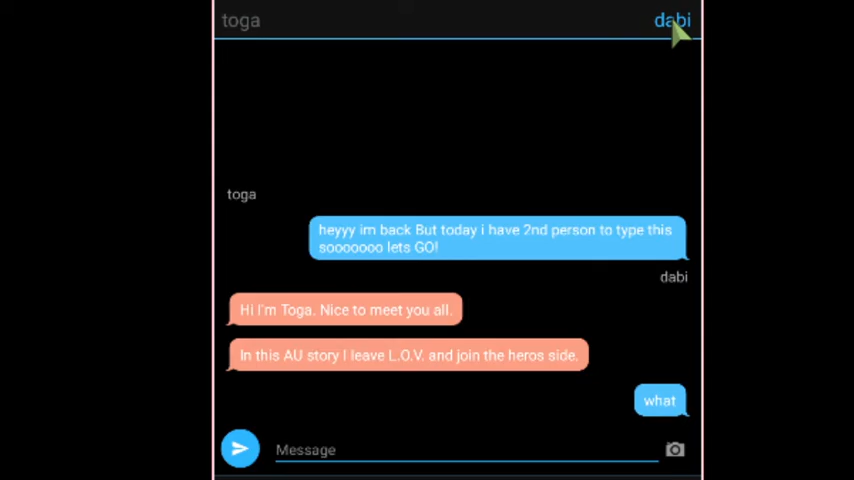 toga dabi
toga
heyyy im back But today i have 2nd person to type this
sooooooo lets GO!
dabi
Hi I'm Toga. Nice to meet you all.
In this AU story I leave L.O.V. and join the heros side.
what
Message